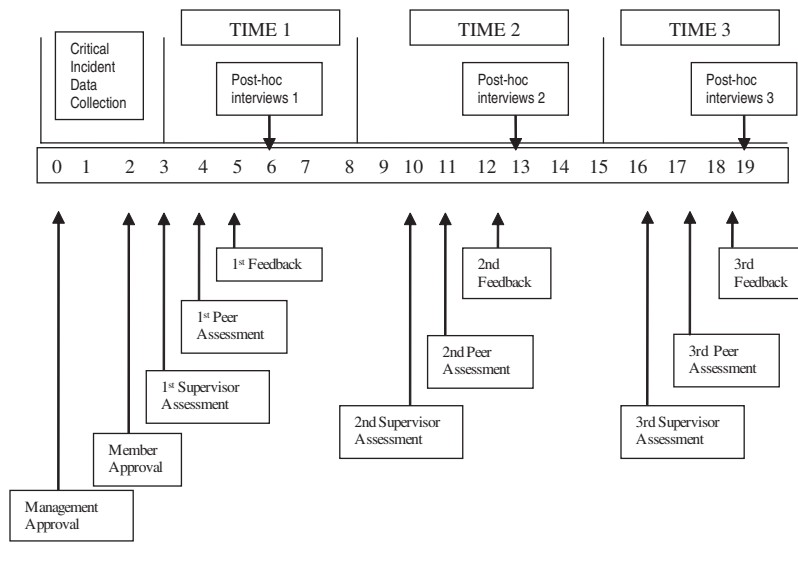 TIME 1
TIME 2
TIME 3
Critical
Incident
Data
Collection
Post-hoc
interviews 1
Post-hoc
interviews 2
Post-hoc
interviews 3
0 1 2 3 4 5 6 7 8 9 10 11 12 13 14 15 16 17 18 19
1st Feedback
2nd
Feedback
3rd
Feedback
1st Peer
Assessment
2nd Peer
Assessment
3rd Peer
Assessment
1st Supervisor
Assessment
2nd Supervisor
Assessment
3rd Supervisor
Assessment
Member
Approval
Management
Approval